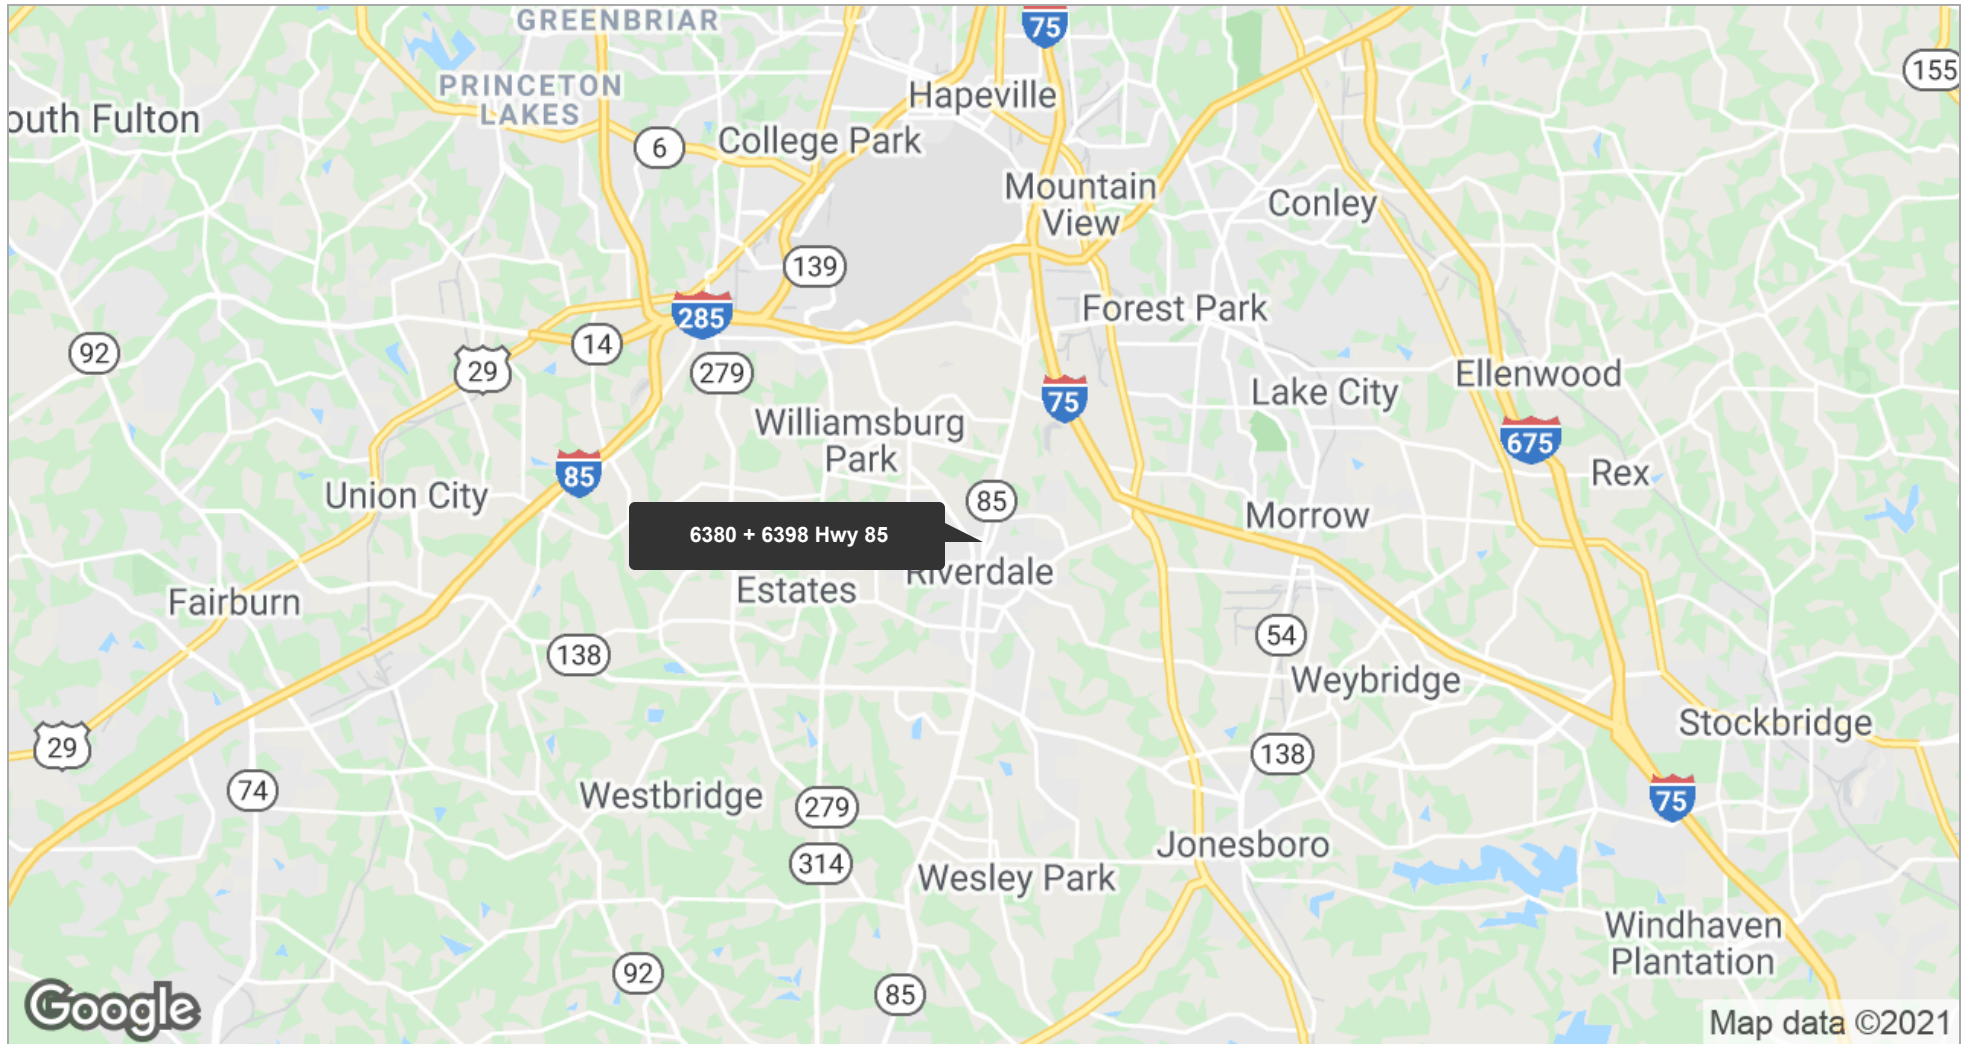 GREENBRIAR
75
155
PRINCETON
LAKES
Hapeville
outh Fulton
6
College Park
Mountain
View
Conley
139
285
Forest Park
92
14
29
279
75
Ellenwood
Lake City
Williamsburg
Park
675
85
Rex
Union City
85
Morrow
6380 + 6398 Hwy 85
Riverdale
Estates
Fairburn
54
138
Weybridge
Stockbridge
29
138
74
Westbridge
279
75
Jonesboro
314
Wesley Park
Windhaven
Plantation
92
85
Google
Map data ©2021